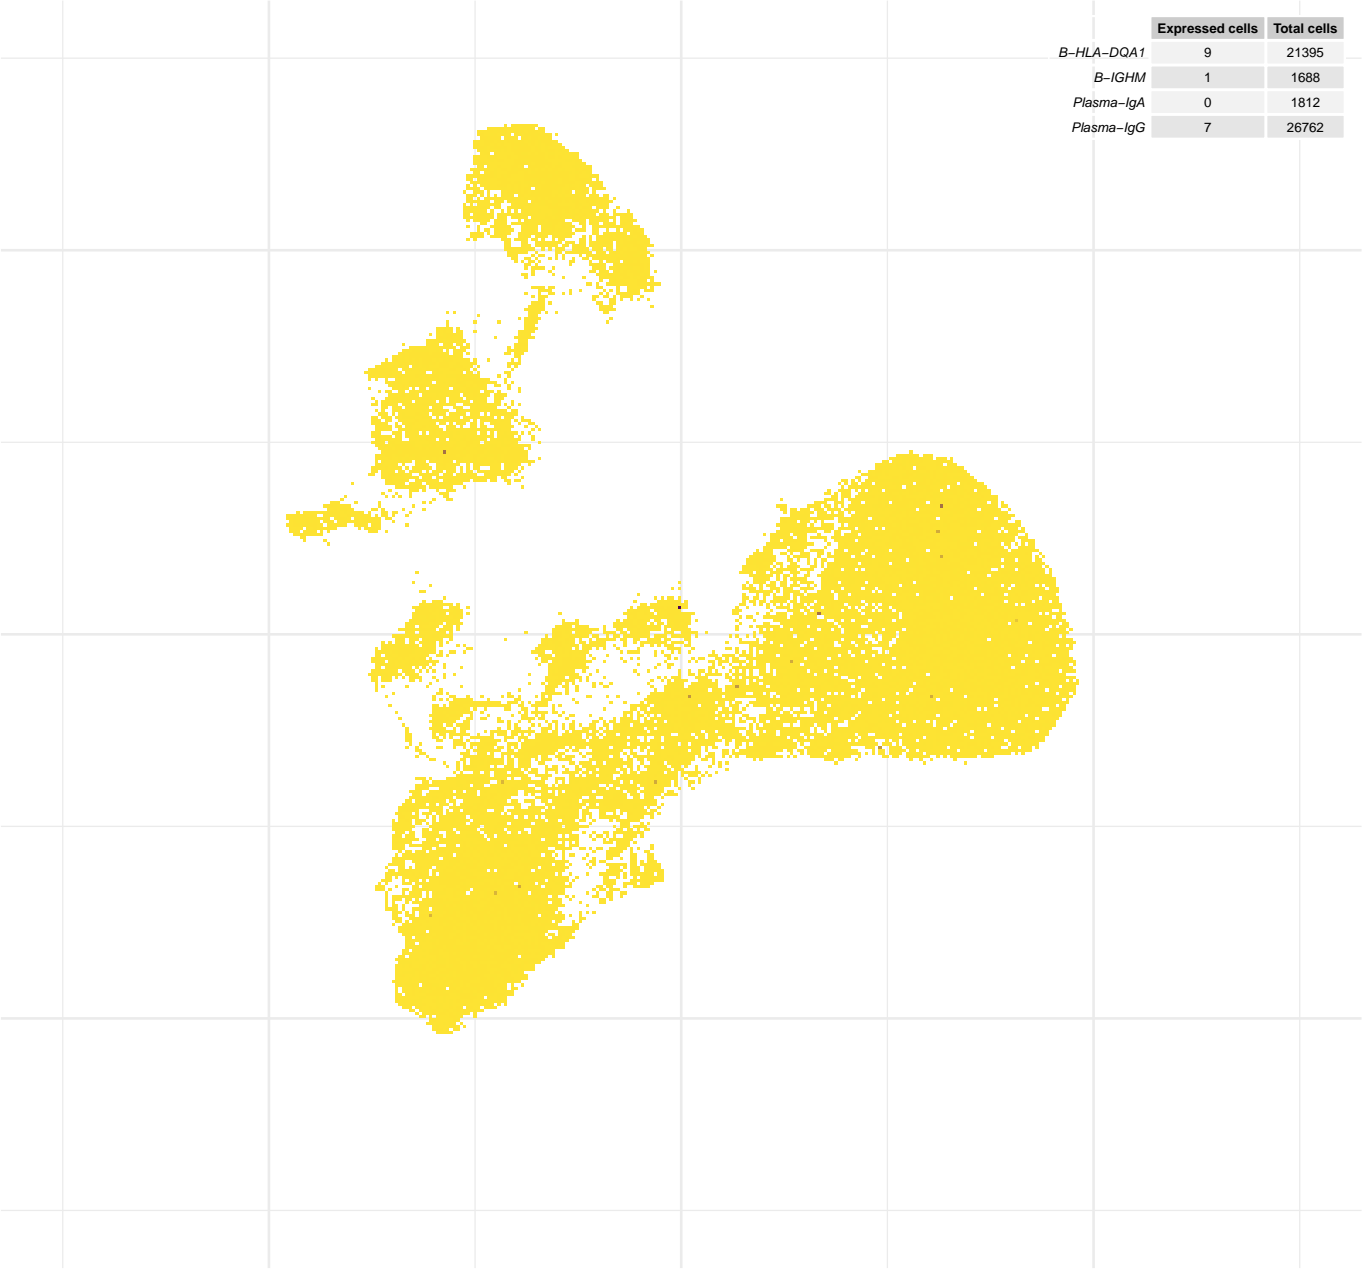 Expressed cells Total cells
B−HLA−DQA1 9 21395
B−IGHM 1 1688
Plasma−IgA 0 1812
Plasma−IgG 7 26762